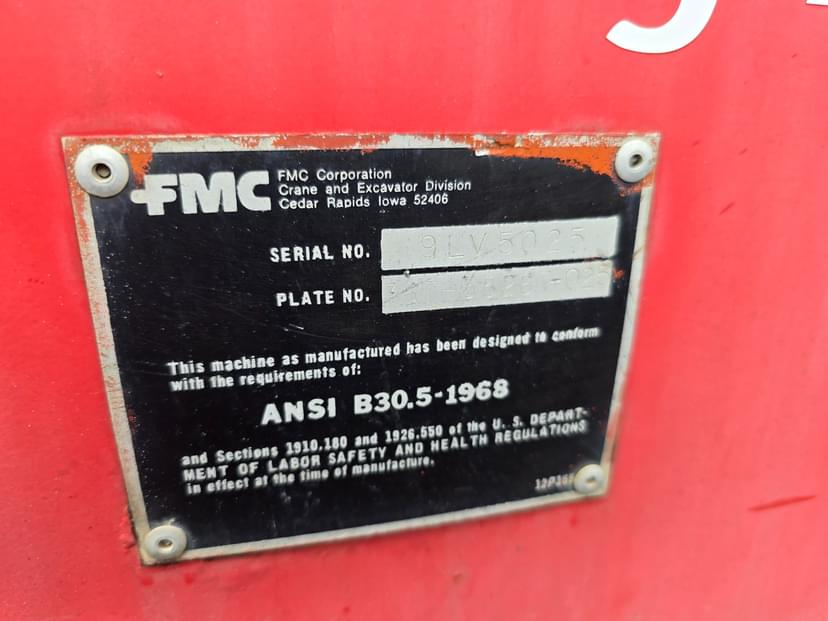 FMC
FMC Corporation
Crane and Excavator Division
Cedar Rapids Iowa 52406
SERIAL NO. 9LV5025
PLATE NO.
This machine as manufactured has been designed to conform
with the requirements of:
ANSI B30.5-1968
and Sections 1910.180 and 1926.550 of the U. S. DEPART-
MENT OF LABOR SAFETY AND HEALTH REGULATIONS
in effect at the time of manufacture.